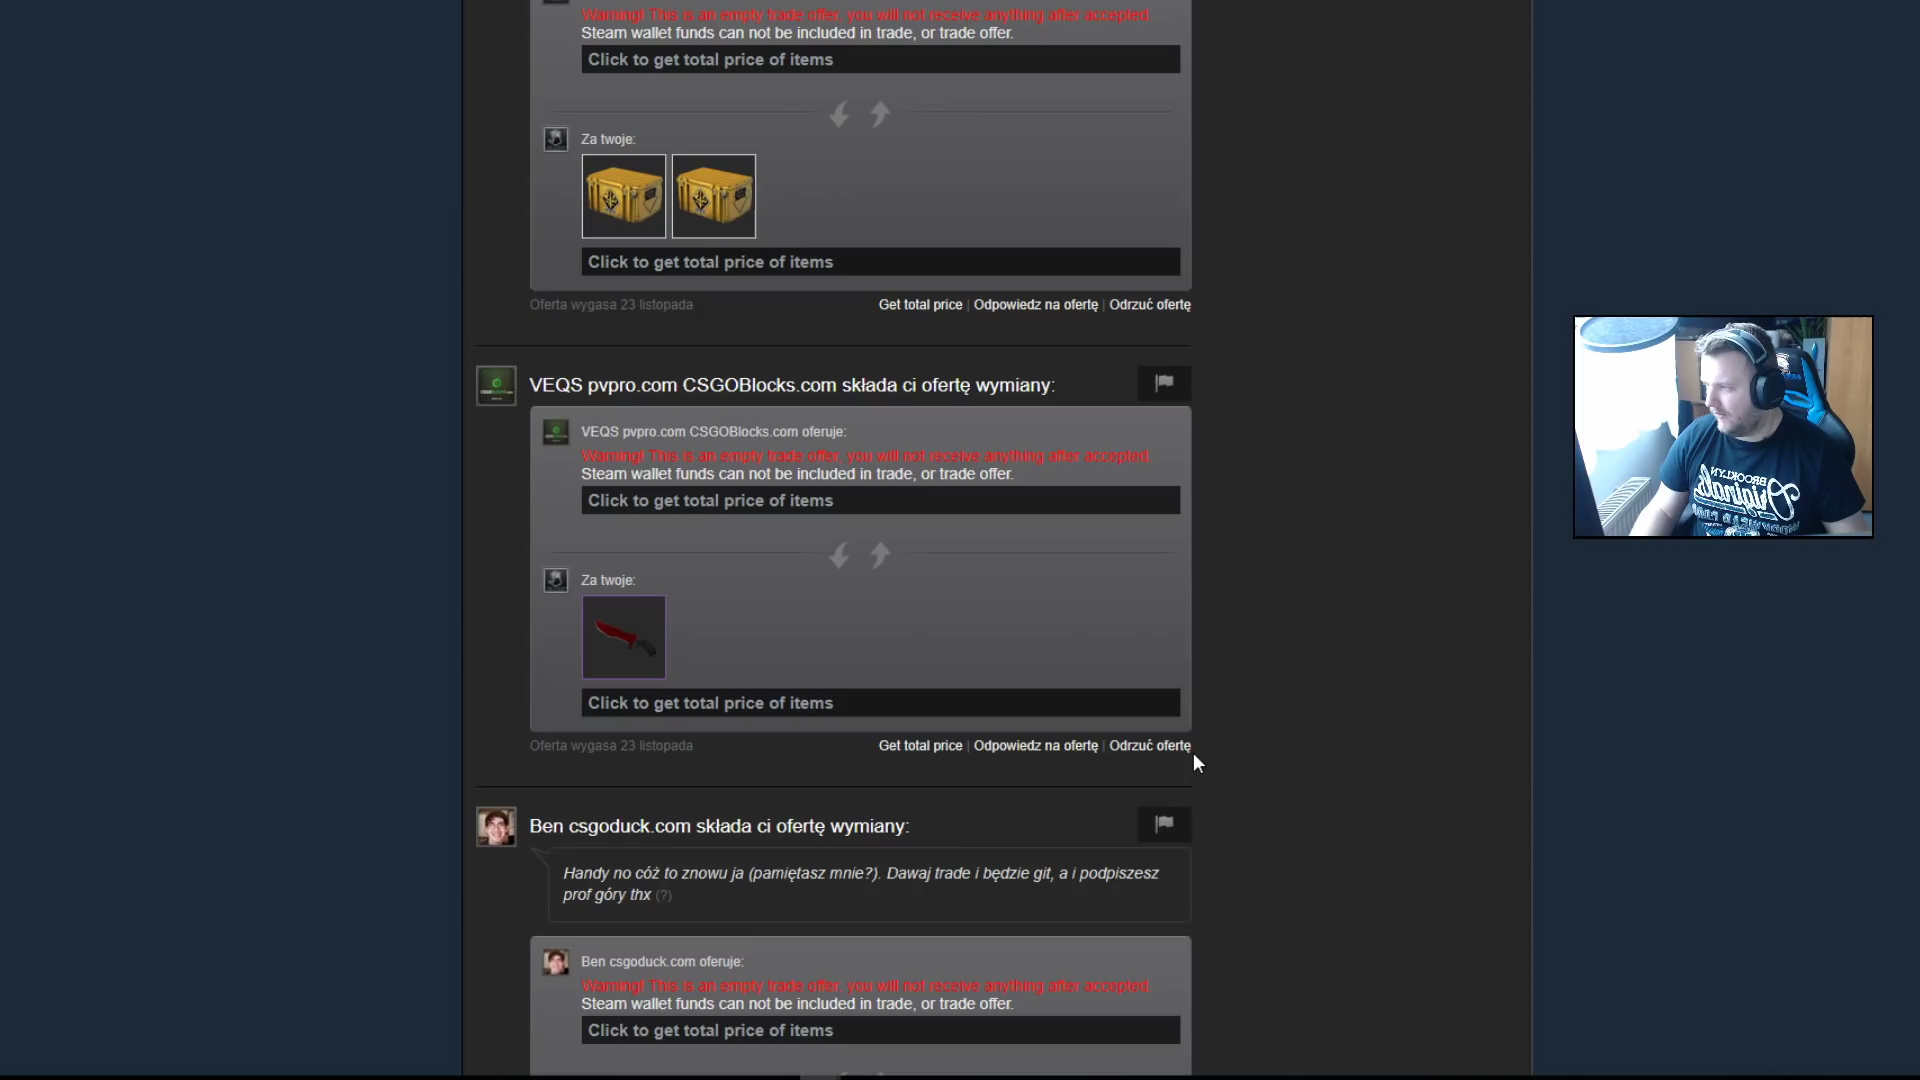 Warning! This is an empty trade offer, you will not receive anything after accepted.
Steam wallet funds can not be included in trade, or trade offer.
Click to get total price of items
Za twoje:
Click to get total price of items
Oferta wygasa 23 listopada
Get total price | Odpowiedz na ofertę | Odrzuć ofertę
VEQS pvpro.com CSGOBlocks.com składa ci ofertę wymiany:
VEQS pvpro.com CSGOBlocks.com oferuje:
Warning! This is an empty trade offer, you will not receive anything after accepted.
Steam wallet funds can not be included in trade, or trade offer.
Click to get total price of items
Za twoje:
Click to get total price of items
Oferta wygasa 23 listopada
Get total price | Odpowiedz na ofertę | Odrzuć ofertę
Ben csgoduck.com składa ci ofertę wymiany:
Handy no cóż to znowu ja (pamiętasz mnie?). Dawaj trade i będzie git, a i podpiszesz
prof góry thx (?)
Ben csgoduck.com oferuje:
Warning! This is an empty trade offer, you will not receive anything after accepted.
Steam wallet funds can not be included in trade, or trade offer.
Click to get total price of items
BROOKLYN
Originals